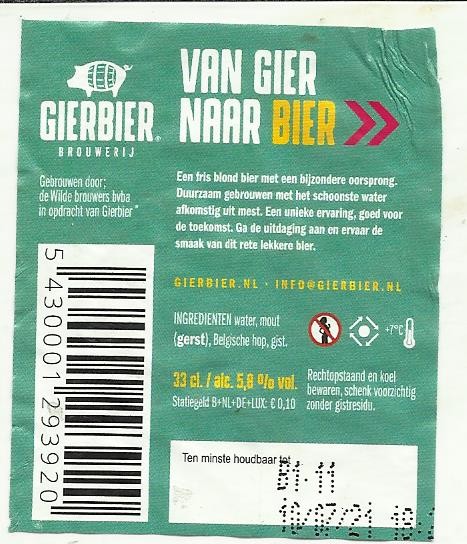 VAN GIER
NAAR BIER
GIERBIER®
BROUWERIJ
Gebrouwen door;
de Wilde brouwers bvba
in opdracht van Gierbier"
Een fris blond bier met een bijzondere oorsprong.
Duurzaam gebrouwen met het schoonste water
afkomstig uit mest. Een unieke ervaring, goed voor
de toekomst. Ga de uitdaging aan en ervaar de
smaak van dit rete lekkere bier.
GIERBIER.NL · INFO@GIERBIER.NL
INGREDIENTEN water, mout
(gerst), Belgische hop, gist.
+7°C
33 cl. / alc. 5,8 % vol.
Statiegeld B+NL+DE+LUX: € 0,10
Rechtopstaand en koel
bewaren, schenk voorzichtig
zonder gistresidu.
5 430001 293920
Ten minste houdbaar tot
B1·11
10/07/21